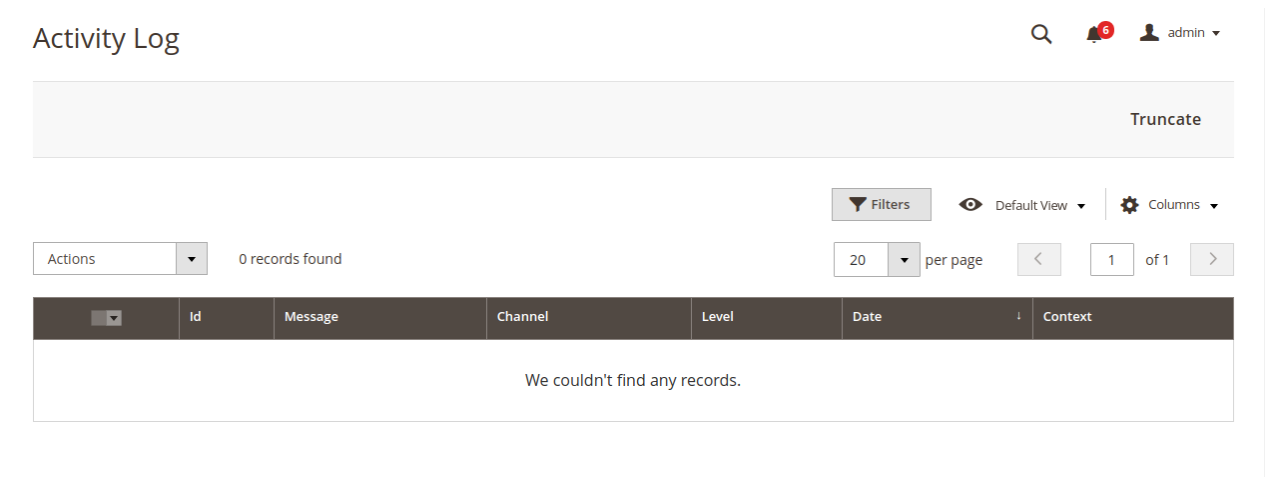 Activity Log
6
admin
Truncate
Filters
Default View
Columns
Actions
0 records found
20
per page
1
of 1
Id
Message
Channel
Level
Date
↓
Context
We couldn't find any records.